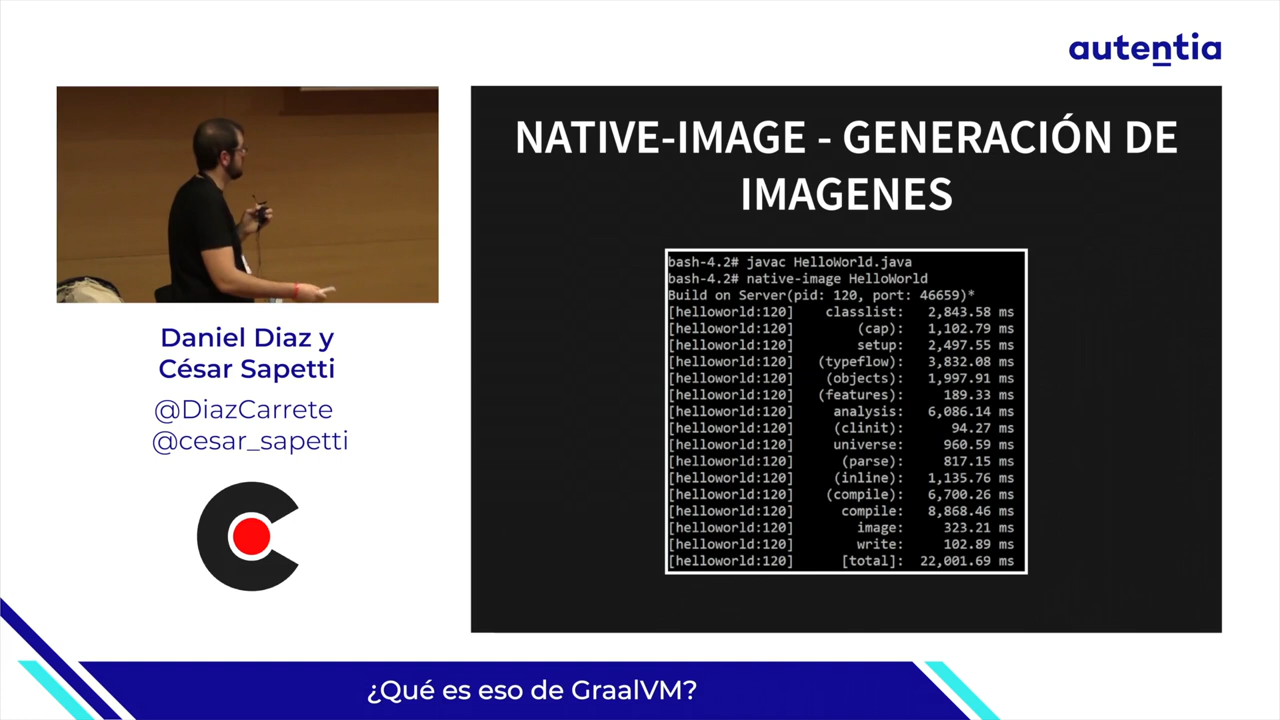 autentia
NATIVE-IMAGE - GENERACIÓN DE
IMAGENES
bash-4.2# javac HelloWorld.java
bash-4.2# native-image HelloWorld
Build on Server(pid: 120, port: 46659)*
[helloworld:120]    classlist:   2,843.58 ms
[helloworld:120]        (cap):   1,102.79 ms
[helloworld:120]        setup:   2,497.55 ms
[helloworld:120]   (typeflow):   3,832.08 ms
[helloworld:120]    (objects):   1,997.91 ms
[helloworld:120]   (features):     189.33 ms
[helloworld:120]     analysis:   6,086.14 ms
[helloworld:120]     (clinit):      94.27 ms
[helloworld:120]     universe:     960.59 ms
[helloworld:120]      (parse):     817.15 ms
[helloworld:120]     (inline):   1,135.76 ms
[helloworld:120]    (compile):   6,700.26 ms
[helloworld:120]      compile:   8,868.46 ms
[helloworld:120]        image:     323.21 ms
[helloworld:120]        write:     102.89 ms
[helloworld:120]      [total]:  22,001.69 ms
Daniel Diaz y
César Sapetti
@DiazCarrete
@cesar_sapetti
¿Qué es eso de GraalVM?